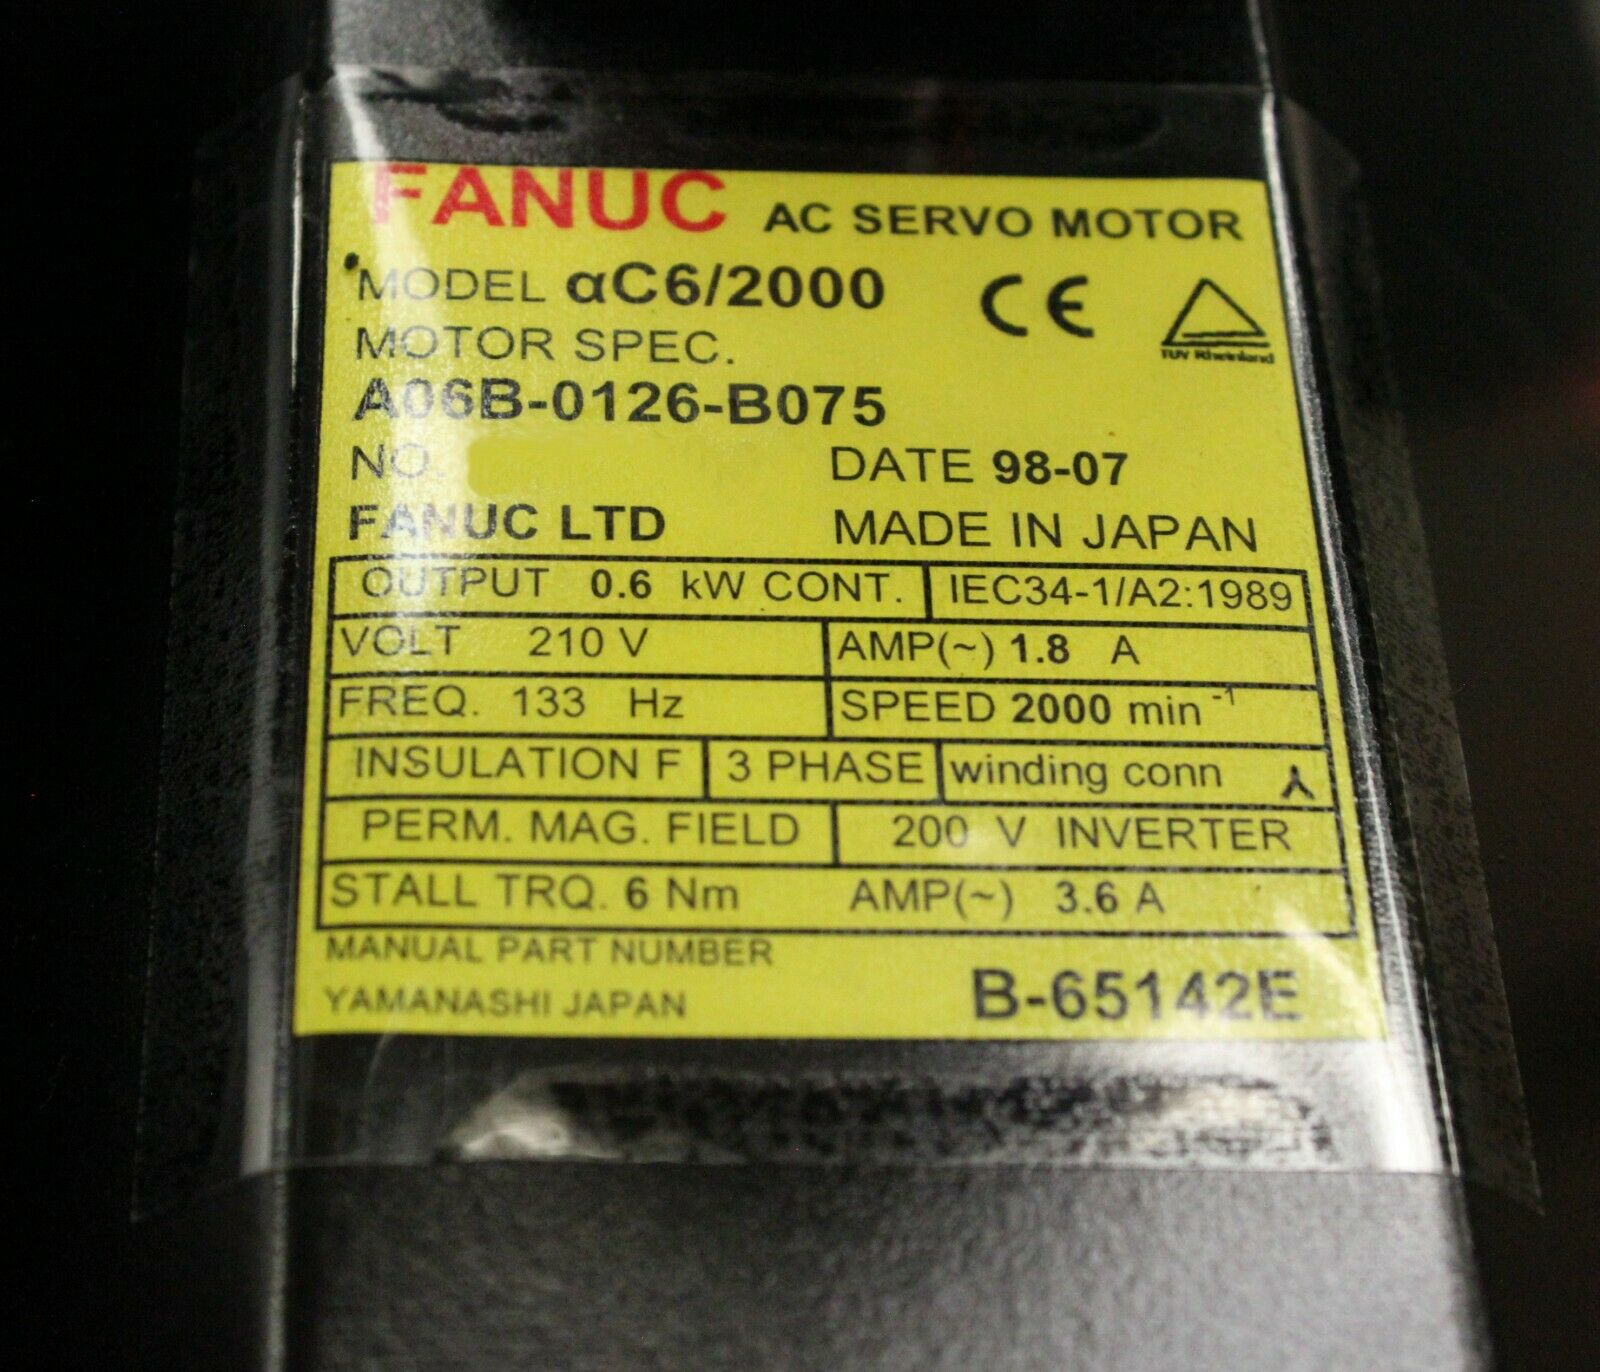 FANUC AC SERVO MOTOR
MODEL αC6/2000
CE
TUV Rheinland
MOTOR SPEC.
A06B-0126-B075
NO. DATE 98-07
FANUC LTD MADE IN JAPAN
OUTPUT 0.6 kW CONT. IEC34-1/A2:1989
VOLT 210 V AMP(~) 1.8 A
FREQ. 133 Hz SPEED 2000 min⁻¹
INSULATION F 3 PHASE winding conn
PERM. MAG. FIELD 200 V INVERTER
STALL TRQ. 6 Nm AMP(~) 3.6 A
MANUAL PART NUMBER
YAMANASHI JAPAN B-65142E